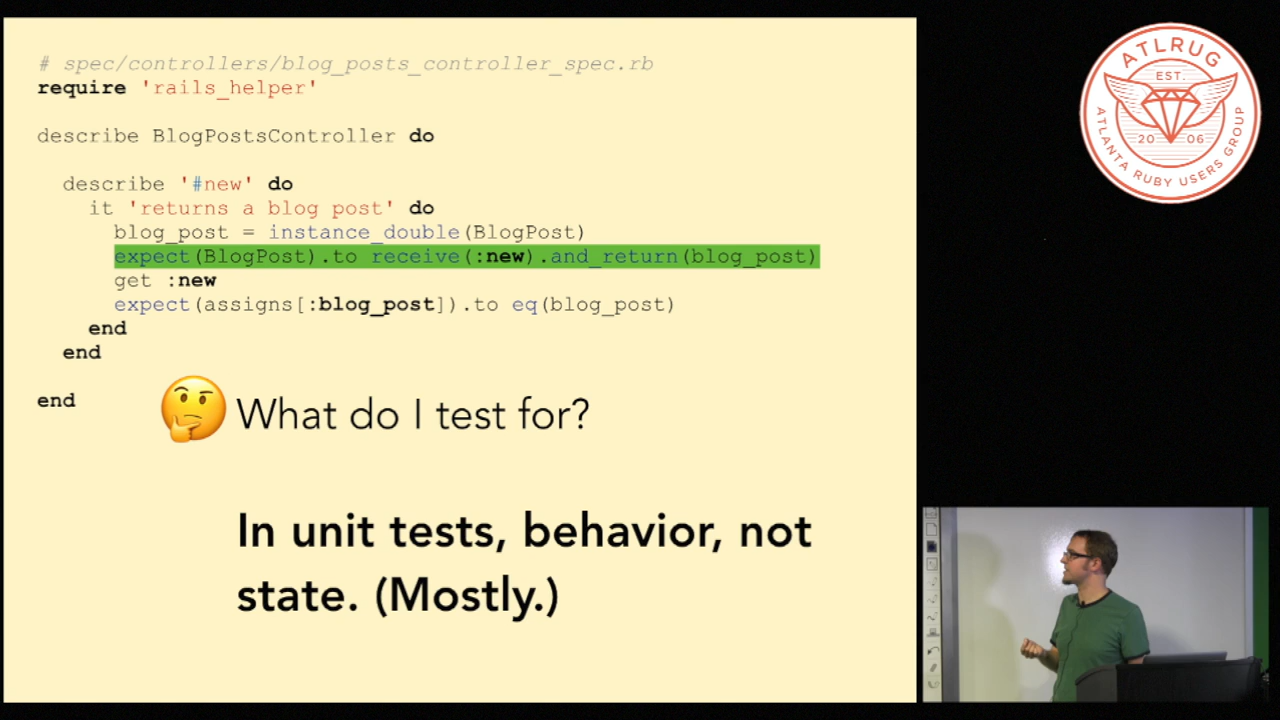 # spec/controllers/blog_posts_controller_spec.rb
require 'rails_helper'
describe BlogPostsController do
describe '#new' do
it 'returns a blog post' do
blog_post = instance_double(BlogPost)
expect(BlogPost).to receive(:new).and_return(blog_post)
get :new
expect(assigns[:blog_post]).to eq(blog_post)
end
end
end
What do I test for?
In unit tests, behavior, not
state. (Mostly.)
ATLRUG
EST.
20 06
ATLANTA RUBY USERS GROUP